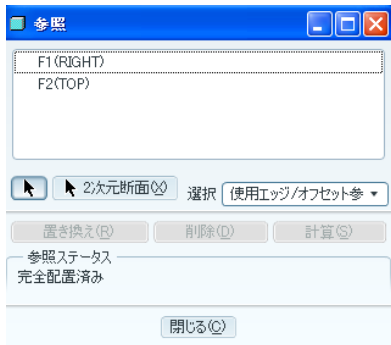 参照
F1(RIGHT)
F2(TOP)
2次元断面(X) 選択 使用エッジ/オフセット参
置き換え(R) 削除(D) 計算(S)
参照ステータス
完全配置済み
閉じる(C)